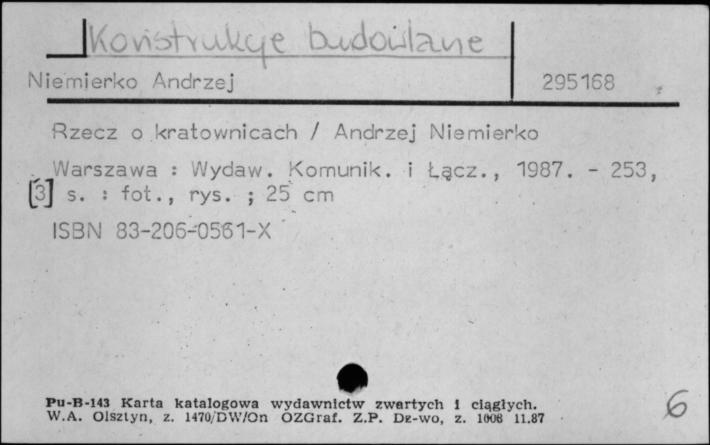 Konstrukcje budowlane
Niemierko Andrzej 295168
Rzecz o kratownicach / Andrzej Niemierko
Warszawa : Wydaw. Komunik. i Łącz., 1987. - 253,
[3] s. : fot., rys. ; 25 cm
ISBN 83-206-0561-X
Pu-B-143 Karta katalogowa wydawnictw zwartych i ciągłych.
W.A. Olsztyn, z. 1470/DW/On OZGraf. Z.P. Dz-wo, z. 1006 11.87
6